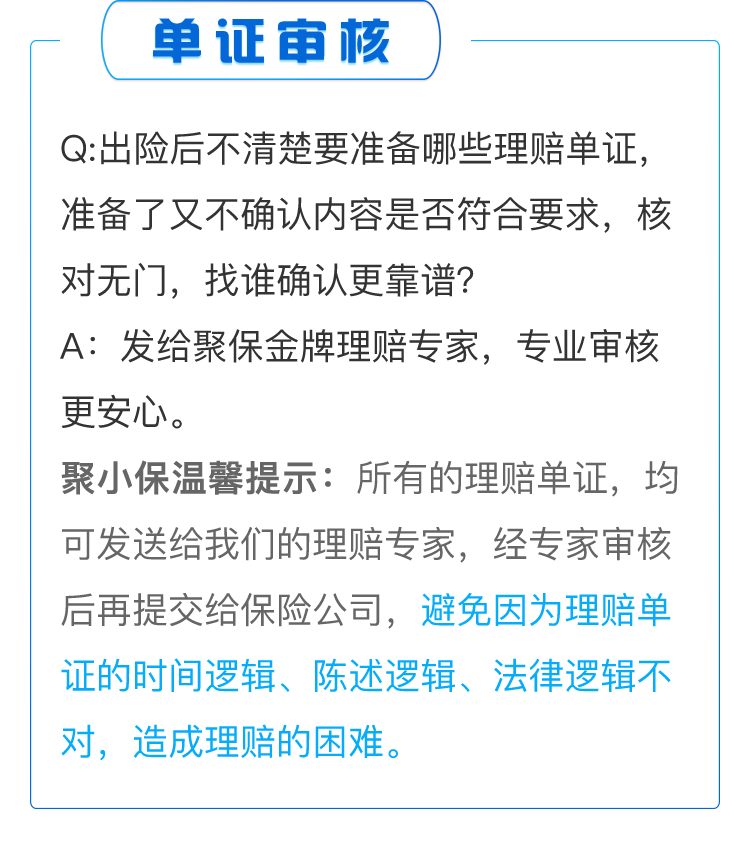 单证审核
Q:出险后不清楚要准备哪些理赔单证，
准备了又不确认内容是否符合要求，核
对无门，找谁确认更靠谱?
A：发给聚保金牌理赔专家，专业审核
更安心。
聚小保温馨提示：所有的理赔单证，均
可发送给我们的理赔专家，经专家审核
后再提交给保险公司，避免因为理赔单
证的时间逻辑、陈述逻辑、法律逻辑不
对，造成理赔的困难。